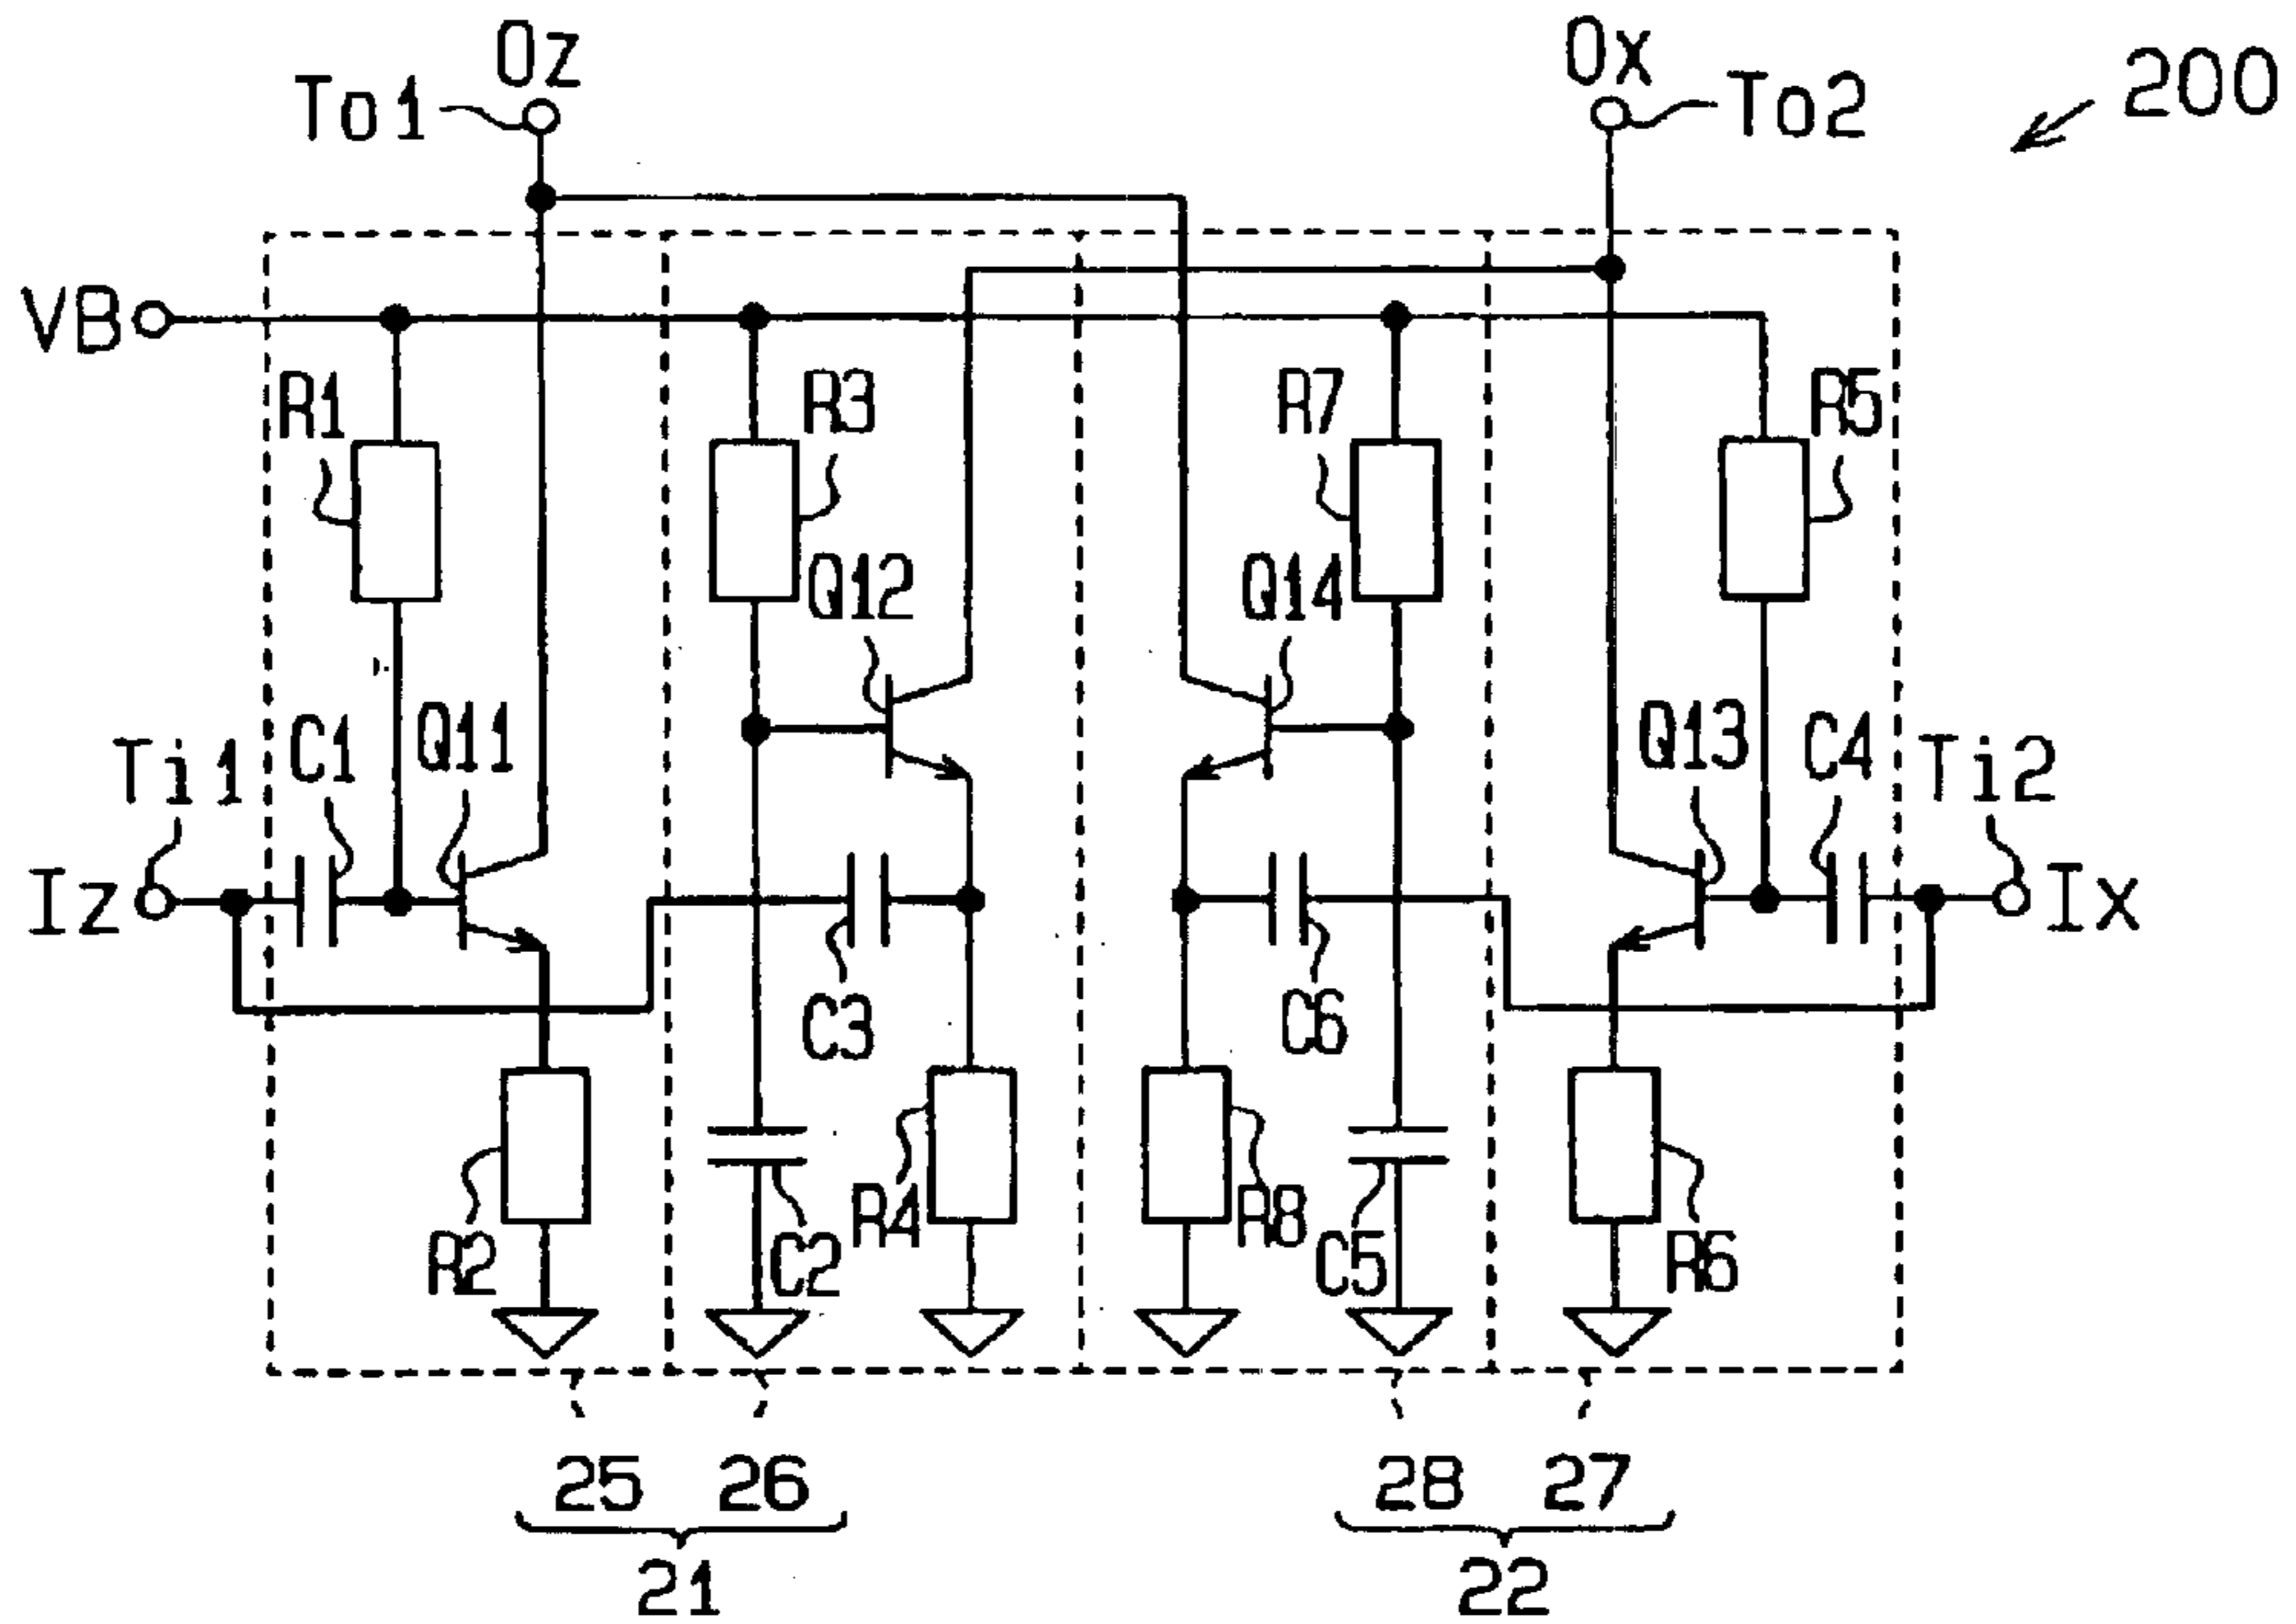 Oz
Ox
To1
To2
200
VB
R1
R3
R7
R5
Q12
Q14
Ti1
C1
Q11
Q13
C4
Ti2
Iz
Ix
C3
C6
R2
C2
R4
R8
C5
R6
25
26
28
27
21
22